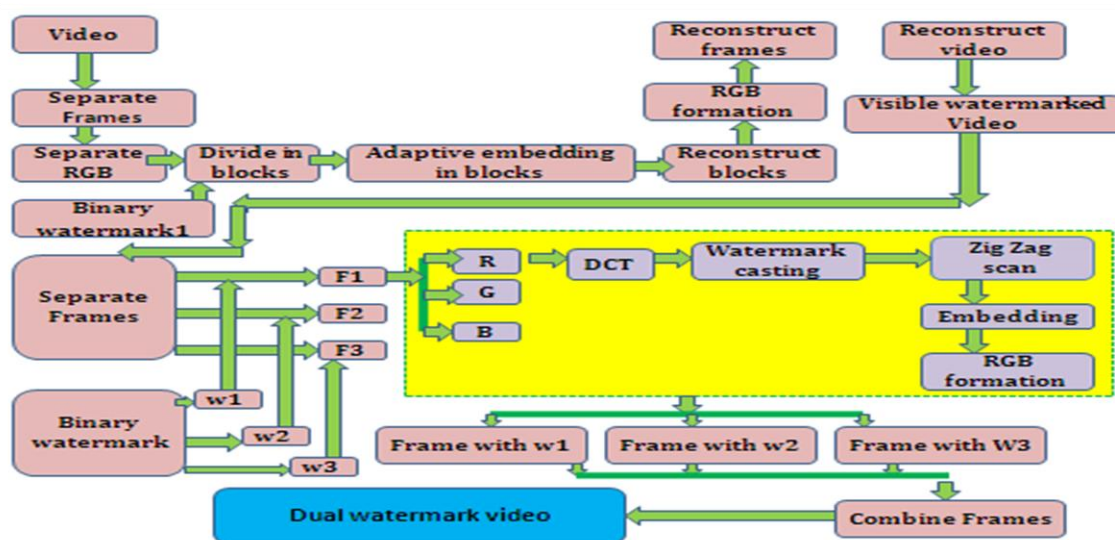 Video
Reconstruct
frames
Reconstruct
video
Separate
Frames
RGB
formation
Visible watermarked
Video
Separate
RGB
Divide in
blocks
Adaptive embedding
in blocks
Reconstruct
blocks
Binary
watermark1
Separate
Frames
F1
F2
F3
R
G
B
DCT
Watermark
casting
Zig Zag
scan
Embedding
RGB
formation
Binary
watermark
w1
w2
w3
Frame with w1
Frame with w2
Frame with W3
Dual watermark video
Combine Frames